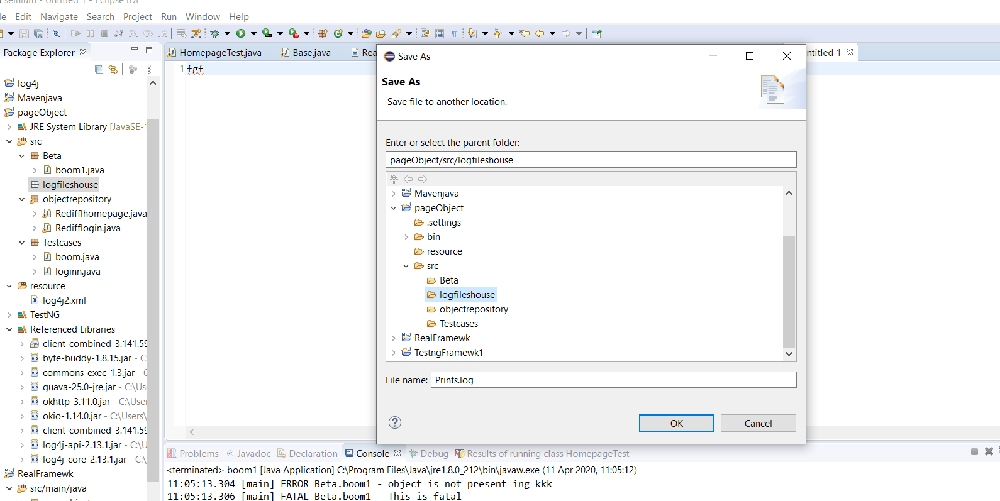 selnium - Untitled 1 - Eclipse IDE
Edit Navigate Search Project Run Window Help
Package Explorer
log4j
Mavenjava
pageObject
JRE System Library [JavaSE-1
src
Beta
boom1.java
logfileshouse
objectrepository
Redifflhomepage.java
Redifflogin.java
Testcases
boom.java
loginn.java
resource
log4j2.xml
TestNG
Referenced Libraries
client-combined-3.141.59
byte-buddy-1.8.15.jar - C
commons-exec-1.3.jar - C
guava-25.0-jre.jar - C:\Us
okhttp-3.11.0.jar - C:\User
okio-1.14.0.jar - C:\Users\
client-combined-3.141.59
log4j-api-2.13.1.jar - C:\U
log4j-core-2.13.1.jar - C:\
RealFramewk
src/main/java
HomepageTest.java Base.java Rea ntitled 1
1 fgf
Save As
Save As
Save file to another location.
Enter or select the parent folder:
pageObject/src/logfileshouse
Mavenjava
pageObject
.settings
bin
resource
src
Beta
logfileshouse
objectrepository
Testcases
RealFramewk
TestngFramewk1
File name: Prints.log
OK Cancel
Problems Javadoc Declaration Console Debug Results of running class HomepageTest
<terminated> boom1 [Java Application] C:\Program Files\Java\jre1.8.0_212\bin\javaw.exe (11 Apr 2020, 11:05:12)
11:05:13.304 [main] ERROR Beta.boom1 - object is not present ing kkk
11:05:13.306 [main] FATAL Beta.boom1 - This is fatal